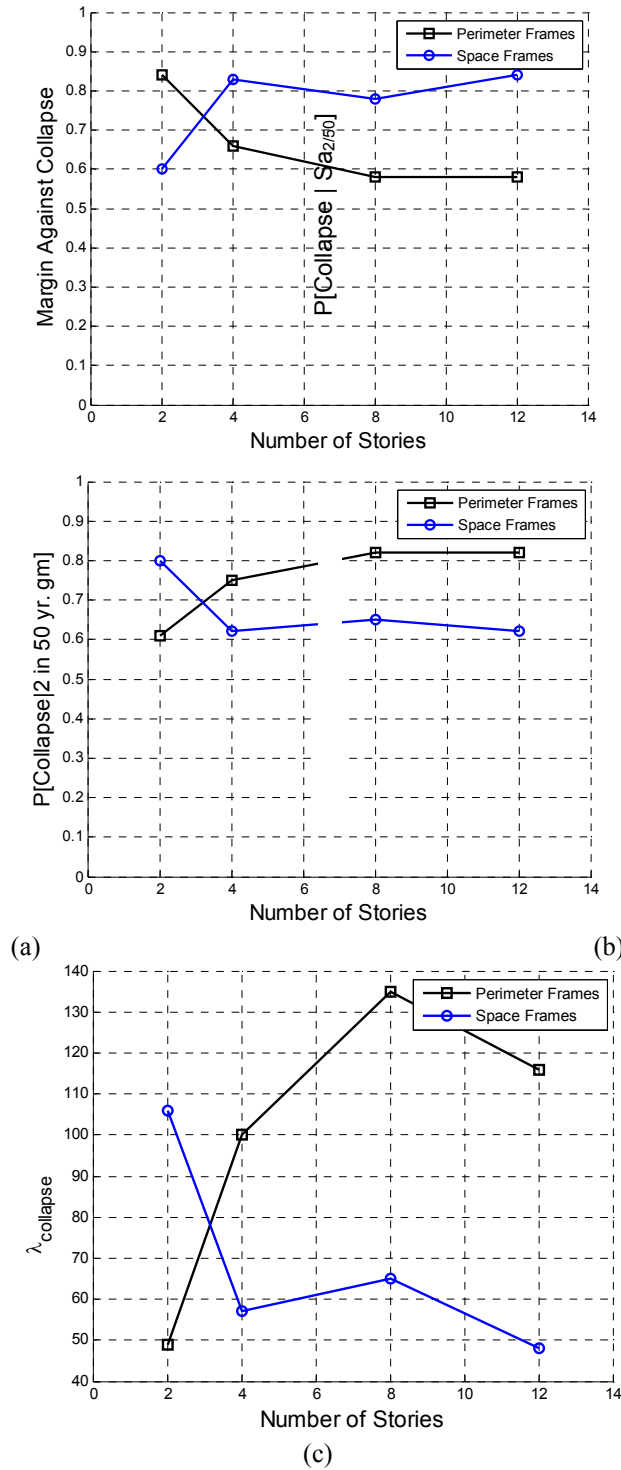 1
0.9
0.8
0.7
0.6
0.5
0.4
0.3
0.2
0.1
0
Margin Against Collapse
P[Collapse | Sa2/50]
Perimeter Frames
Space Frames
0 2 4 6 8 10 12 14
Number of Stories
1
0.9
0.8
0.7
0.6
0.5
0.4
0.3
0.2
0.1
0
P[Collapse|2 in 50 yr. gm]
Perimeter Frames
Space Frames
0 2 4 6 8 10 12 14
Number of Stories
(a) (b)
140
130
120
110
100
90
80
70
60
50
40
λcollapse
Perimeter Frames
Space Frames
0 2 4 6 8 10 12 14
Number of Stories
(c)